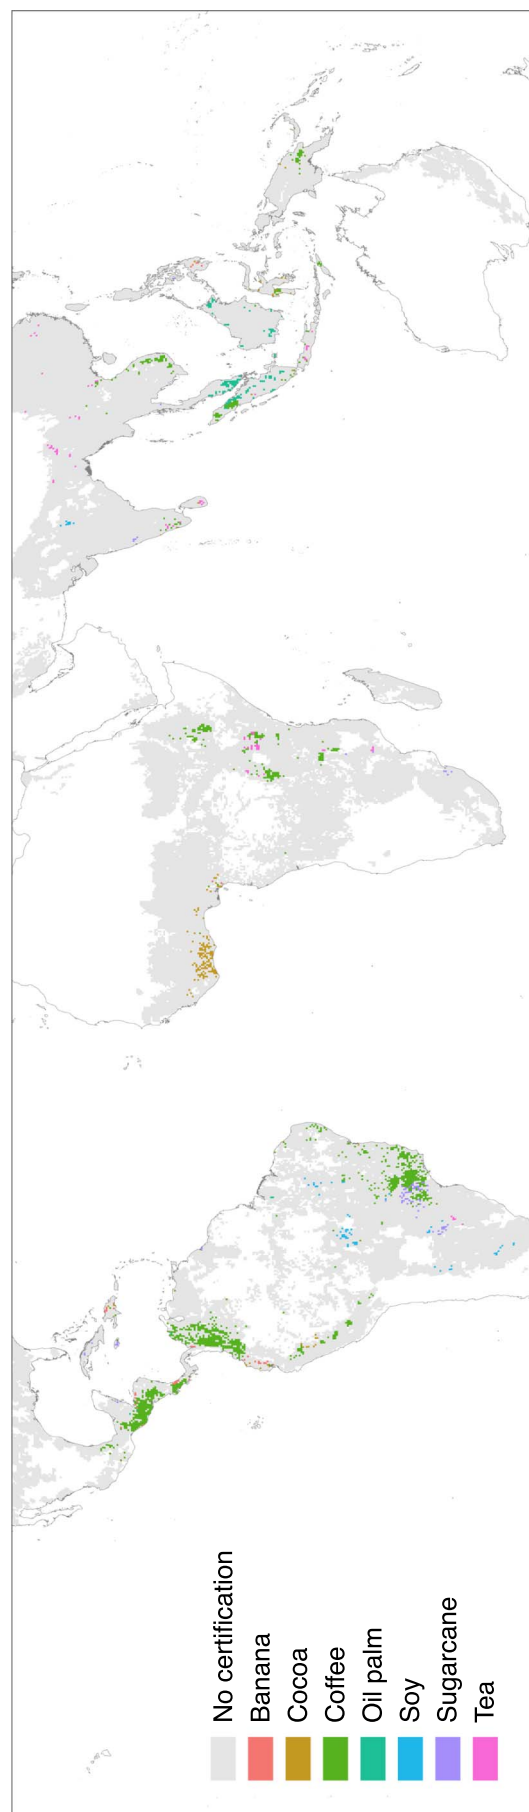 No certification
Banana
Cocoa
Coffee
Oil palm
Soy
Sugarcane
Tea